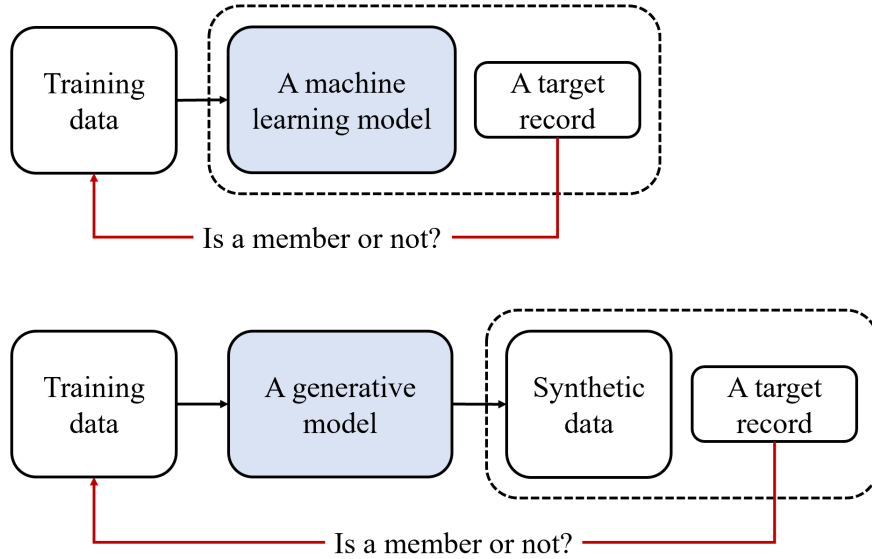 Training
data
A machine
learning model
A target
record
Is a member or not?
Training
data
A generative
model
Synthetic
data
A target
record
Is a member or not?